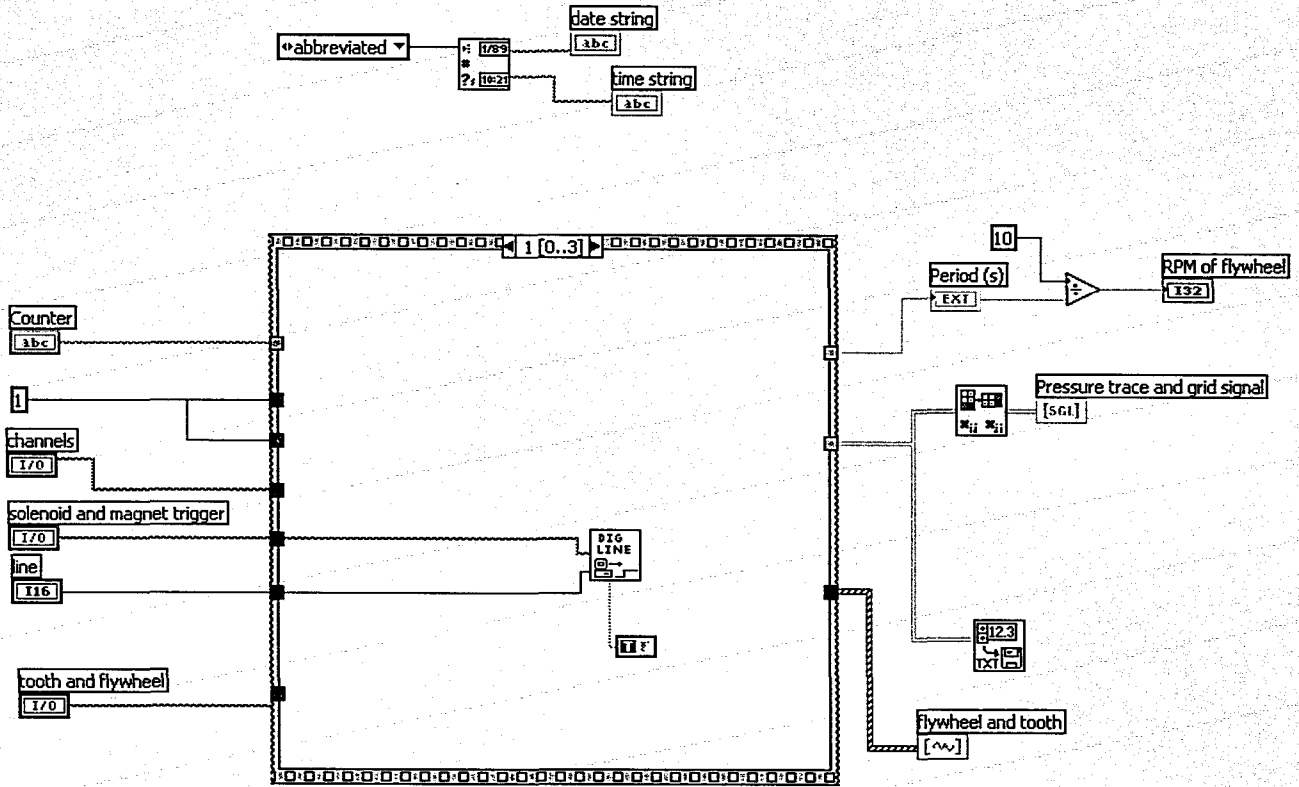 date string
abbreviated
1/89
abc
#
?
10:21
time string
abc
1 [0..3]
10
RPM of flywheel
Period (s)
I32
EXT
Counter
abc
1
Pressure trace and grid signal
[SGL]
channels
I/O
solenoid and magnet trigger
I/O
DIG
LINE
line
I16
12.3
TXT
T F
tooth and flywheel
I/O
flywheel and tooth